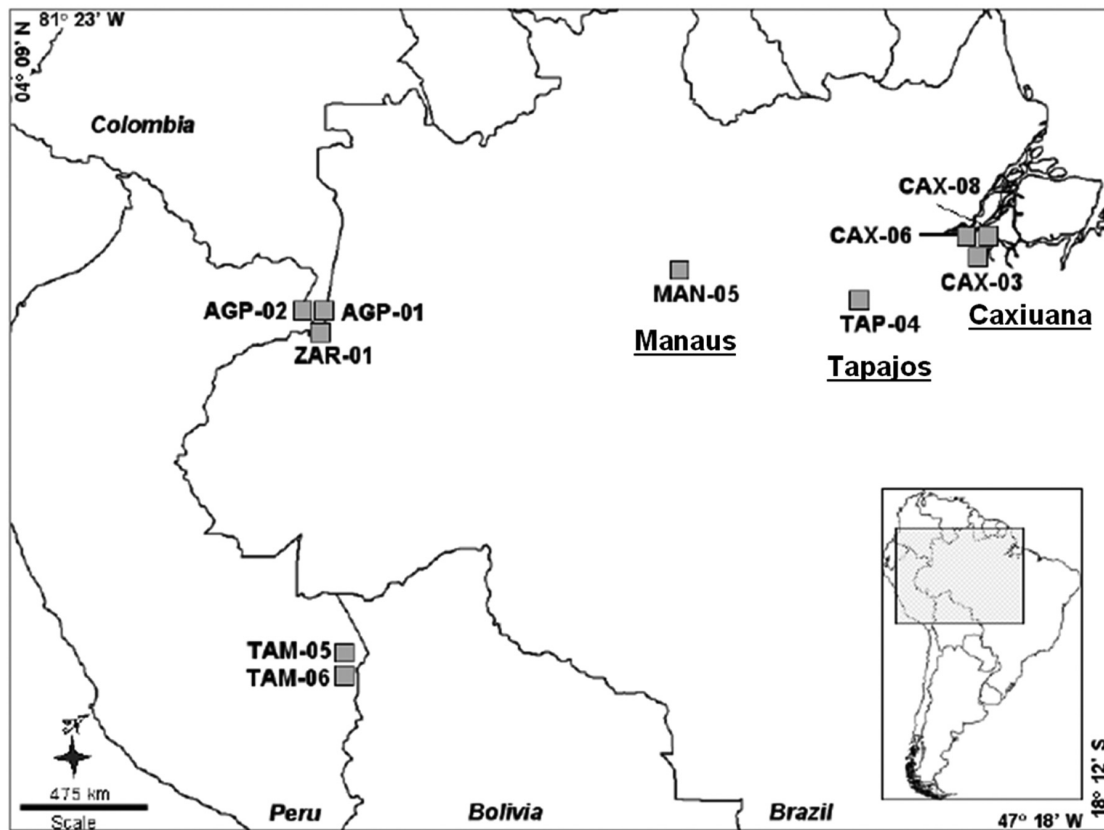 81° 23’ W
04° 09’ N
Colombia
CAX-08
CAX-06
CAX-03
Caxiuana
MAN-05
Manaus
TAP-04
Tapajos
AGP-02
AGP-01
ZAR-01
TAM-05
TAM-06
475 km
Scale
Peru
Bolivia
Brazil
47° 18’ W
18° 12’ S